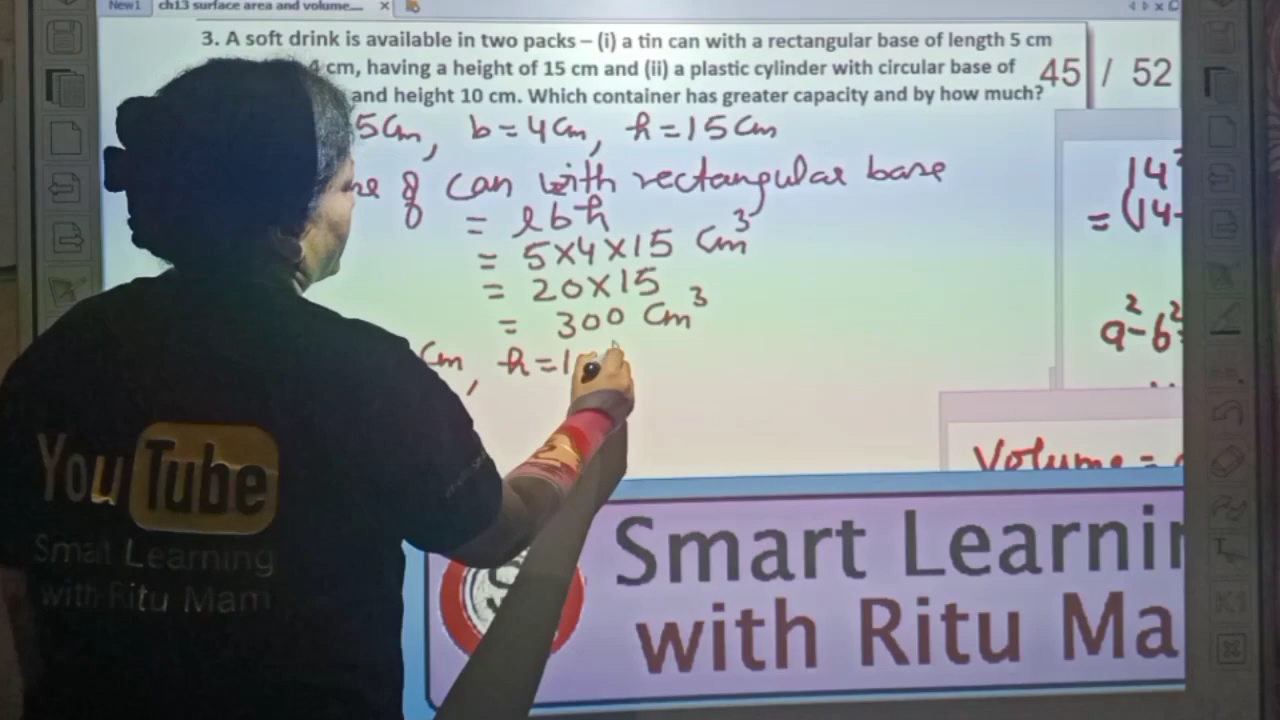 New1 ch13 surface area and volume....
3. A soft drink is available in two packs – (i) a tin can with a rectangular base of length 5 cm
4 cm, having a height of 15 cm and (ii) a plastic cylinder with circular base of
and height 10 cm. Which container has greater capacity and by how much?
45 / 52
5Cm, b=4Cm, h=15Cm
of can with rectangular base
= lbh
= 5×4×15 Cm³
= 20×15
= 300 Cm³
Cm, h=1
14²
= (14-
a²-b²
Volume =
YouTube
Smart Learning
with Ritu Mam
Smart Learnin
with Ritu Ma